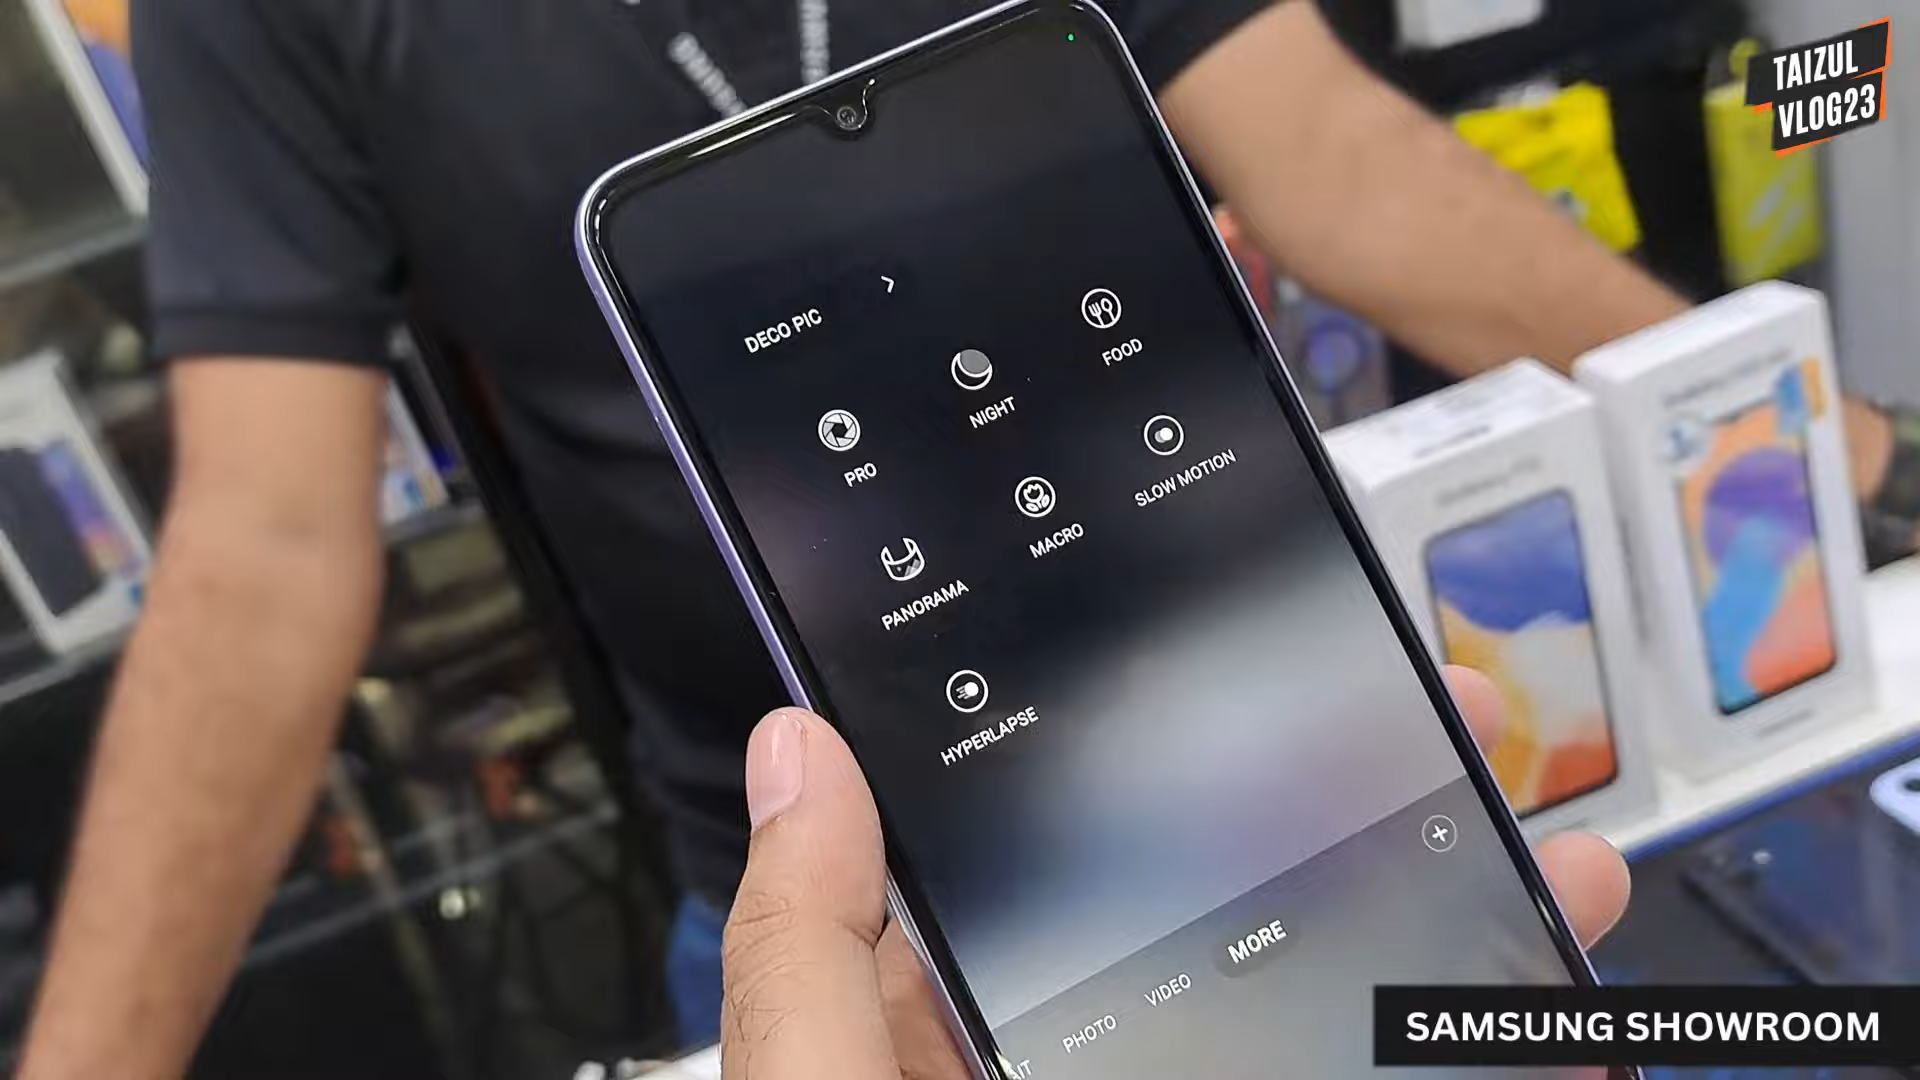 TAIZUL
VLOG23
DECO PIC
FOOD
NIGHT
PRO
SLOW MOTION
MACRO
PANORAMA
HYPERLAPSE
MORE
VIDEO
PHOTO
SAMSUNG SHOWROOM